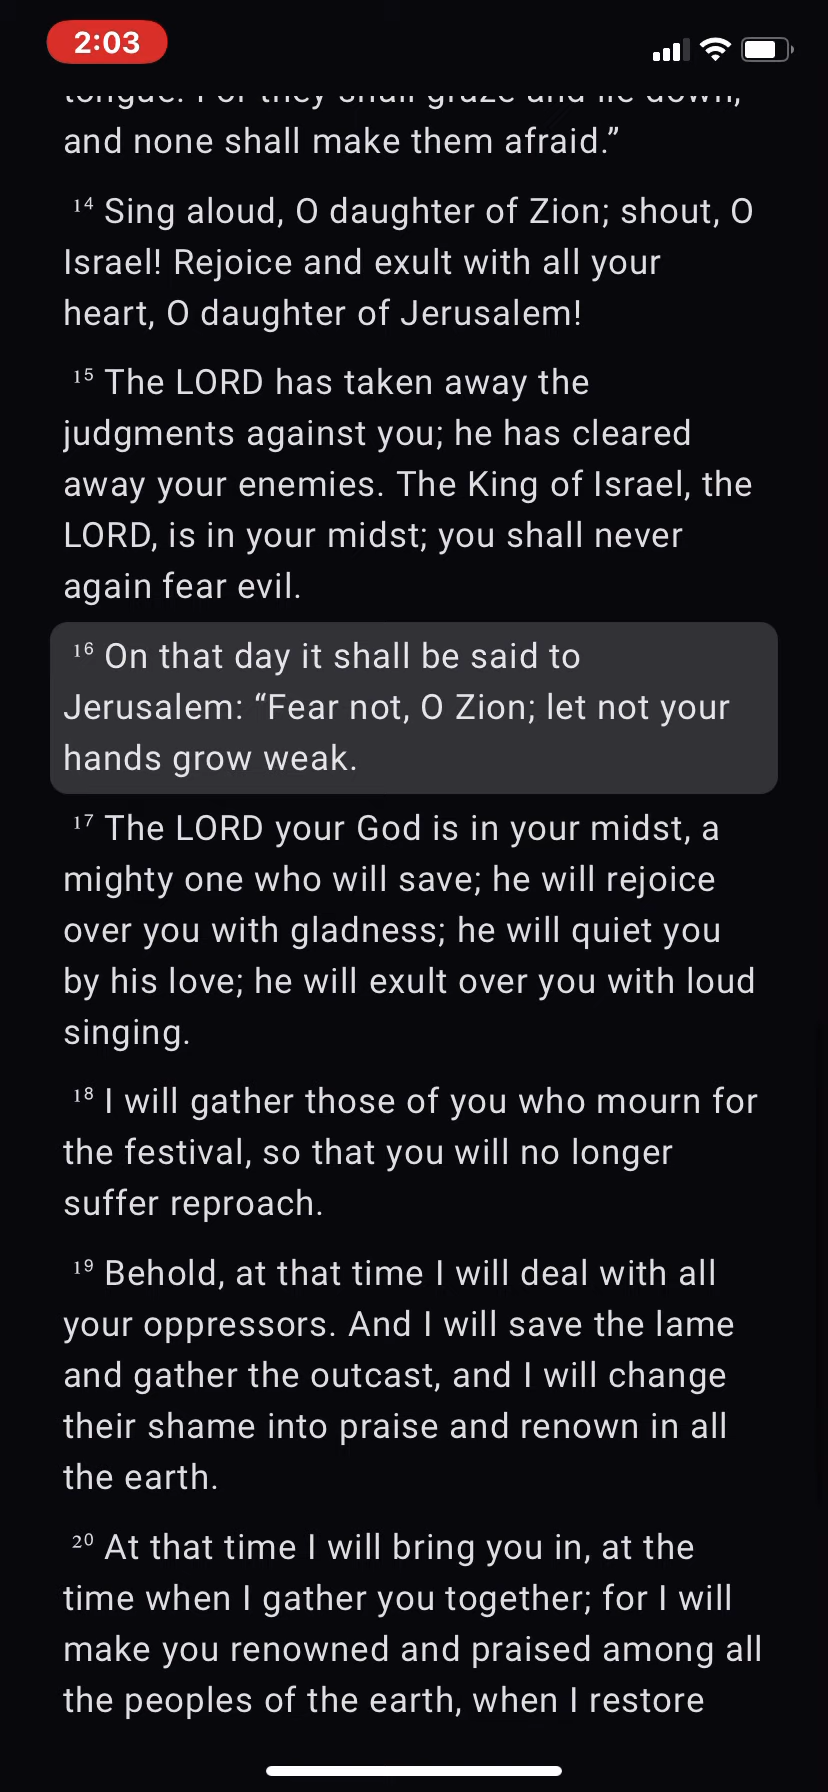 2:03
and none shall make them afraid.”
14 Sing aloud, O daughter of Zion; shout, O
Israel! Rejoice and exult with all your
heart, O daughter of Jerusalem!
15 The LORD has taken away the
judgments against you; he has cleared
away your enemies. The King of Israel, the
LORD, is in your midst; you shall never
again fear evil.
16 On that day it shall be said to
Jerusalem: “Fear not, O Zion; let not your
hands grow weak.
17 The LORD your God is in your midst, a
mighty one who will save; he will rejoice
over you with gladness; he will quiet you
by his love; he will exult over you with loud
singing.
18 I will gather those of you who mourn for
the festival, so that you will no longer
suffer reproach.
19 Behold, at that time I will deal with all
your oppressors. And I will save the lame
and gather the outcast, and I will change
their shame into praise and renown in all
the earth.
20 At that time I will bring you in, at the
time when I gather you together; for I will
make you renowned and praised among all
the peoples of the earth, when I restore